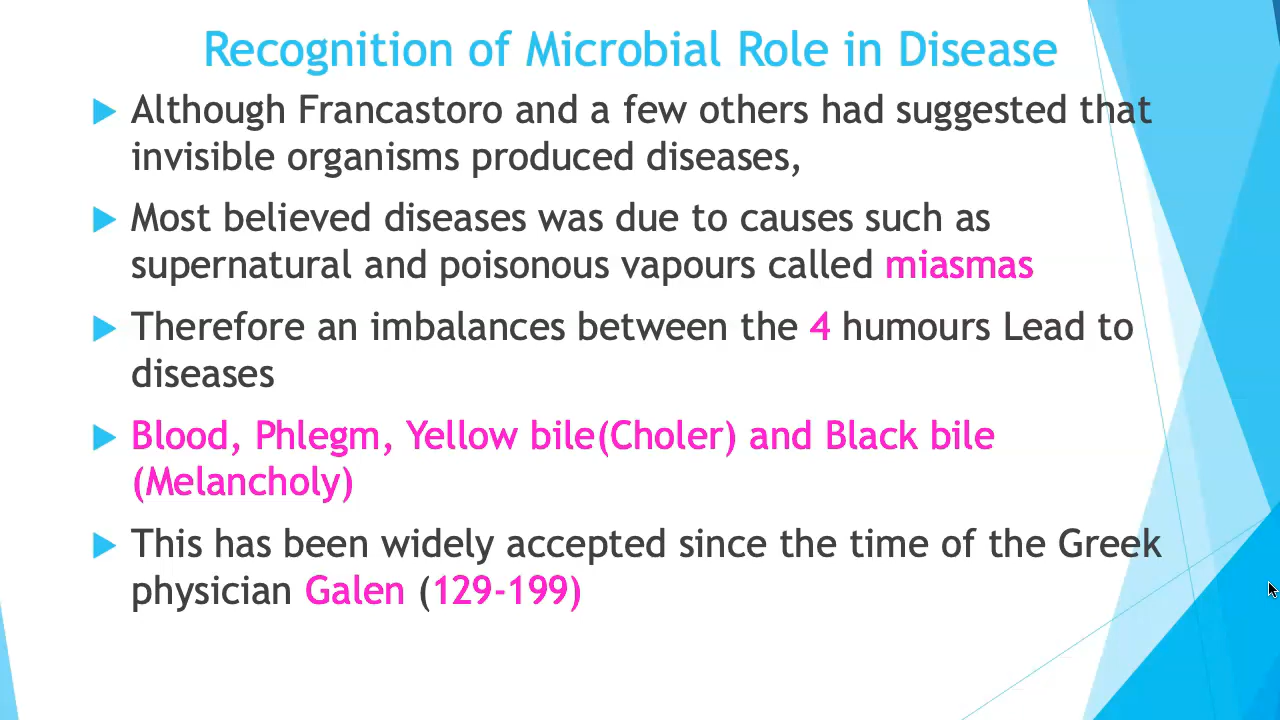 Recognition of Microbial Role in Disease
Although Francastoro and a few others had suggested that
invisible organisms produced diseases,
Most believed diseases was due to causes such as
supernatural and poisonous vapours called miasmas
Therefore an imbalances between the 4 humours Lead to
diseases
Blood, Phlegm, Yellow bile(Choler) and Black bile
(Melancholy)
This has been widely accepted since the time of the Greek
physician Galen (129-199)